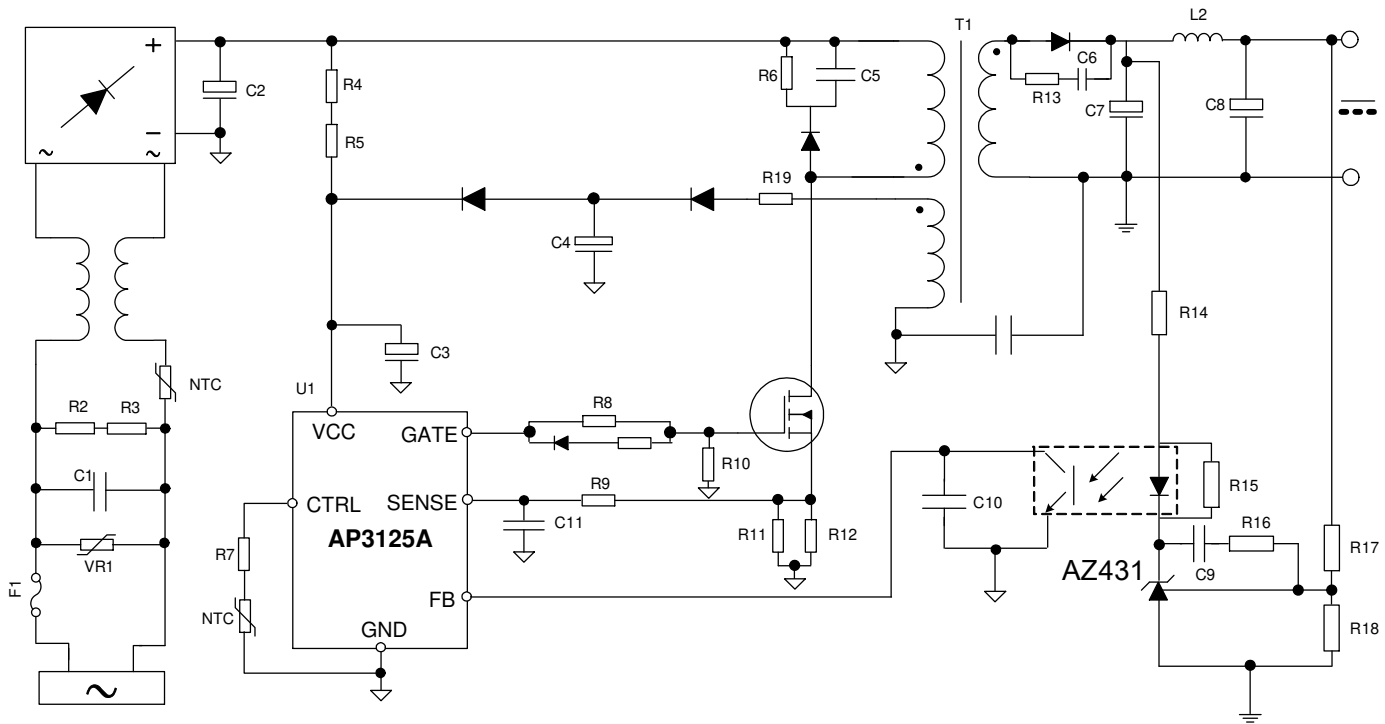 T1
L2
+
−
~
~
C2
R4
R5
R6
C5
R13
C6
C7
C8
R19
C4
R14
NTC
R2
R3
C1
VR1
F1
~
C3
U1
VCC
GATE
CTRL
SENSE
AP3125A
FB
GND
R7
NTC
R8
R10
R9
C11
R11
R12
C10
R15
R16
C9
AZ431
R17
R18